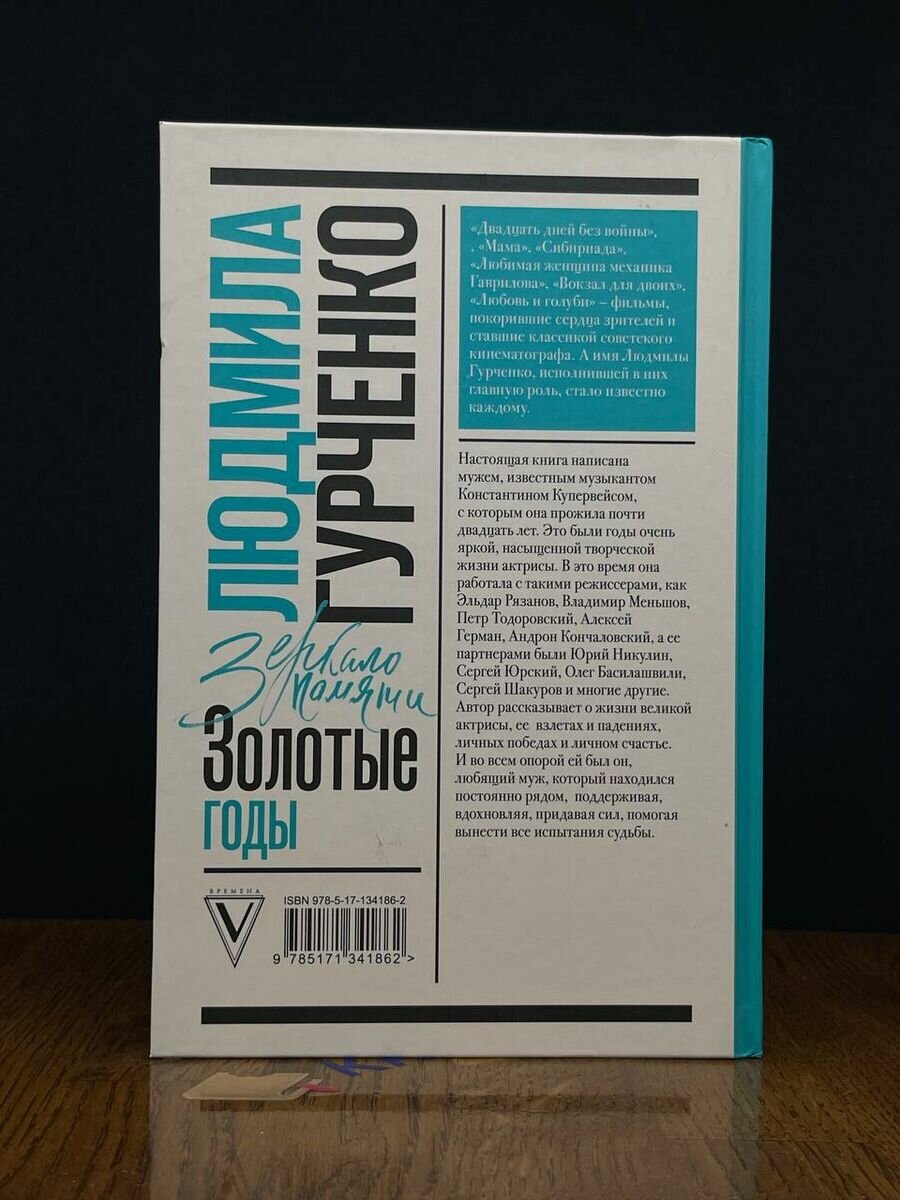 ЛЮДМИЛА
ГУРЧЕНКО
Зеркало
памяти
Золотые
годы
«Двадцать дней без войны»,
, «Мама», «Сибириада»,
«Любимая женщина механика
Гаврилова», «Вокзал для двоих»,
«Любовь и голуби» – фильмы,
покорившие сердца зрителей и
ставшие классикой советского
кинематографа. А имя Людмилы
Гурченко, исполнившей в них
главную роль, стало известно
каждому.
Настоящая книга написана
мужем, известным музыкантом
Константином Купервейсом,
с которым она прожила почти
двадцать лет. Это были годы очень
яркой, насыщенной творческой
жизни актрисы. В это время она
работала с такими режиссерами, как
Эльдар Рязанов, Владимир Меньшов,
Петр Тодоровский, Алексей
Герман, Андрон Кончаловский, а ее
партнерами были Юрий Никулин,
Сергей Юрский, Олег Басилашвили,
Сергей Шакуров и многие другие.
Автор рассказывает о жизни великой
актрисы, ее взлетах и падениях,
личных победах и личном счастье.
И во всем опорой ей был он,
любящий муж, который находился
постоянно рядом, поддерживая,
вдохновляя, придавая сил, помогая
вынести все испытания судьбы.
ВРЕМЕНА
V
ISBN 978-5-17-134186-2
9 785171 341862 >